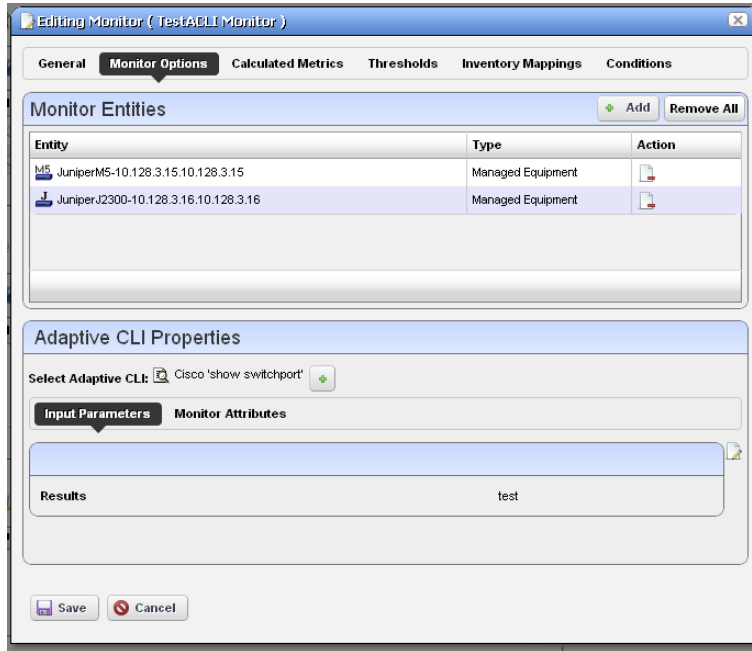 Editing Monitor ( TestACLI Monitor )
General Monitor Options Calculated Metrics Thresholds Inventory Mappings Conditions
Monitor Entities Add Remove All
Entity Type Action
M5 JuniperM5-10.128.3.15.10.128.3.15 Managed Equipment
J JuniperJ2300-10.128.3.16.10.128.3.16 Managed Equipment
Adaptive CLI Properties
Select Adaptive CLI: Cisco 'show switchport'
Input Parameters Monitor Attributes
Results test
Save Cancel